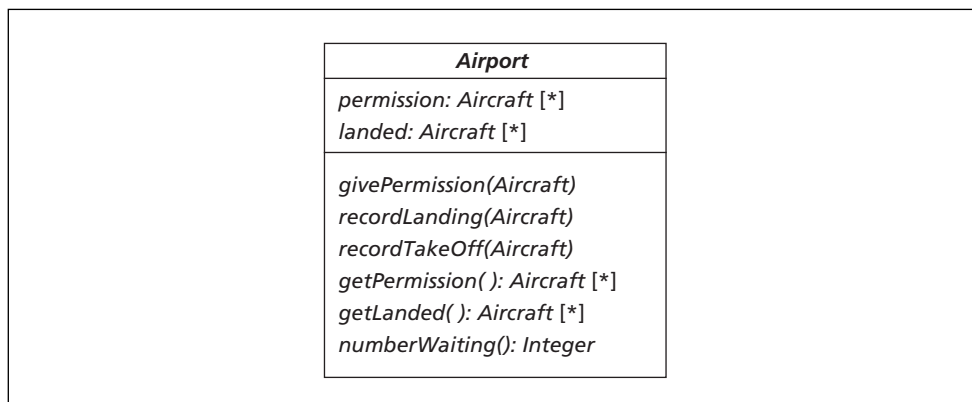 Airport
permission: Aircraft [*]
landed: Aircraft [*]
givePermission(Aircraft)
recordLanding(Aircraft)
recordTakeOff(Aircraft)
getPermission( ): Aircraft [*]
getLanded( ): Aircraft [*]
numberWaiting(): Integer